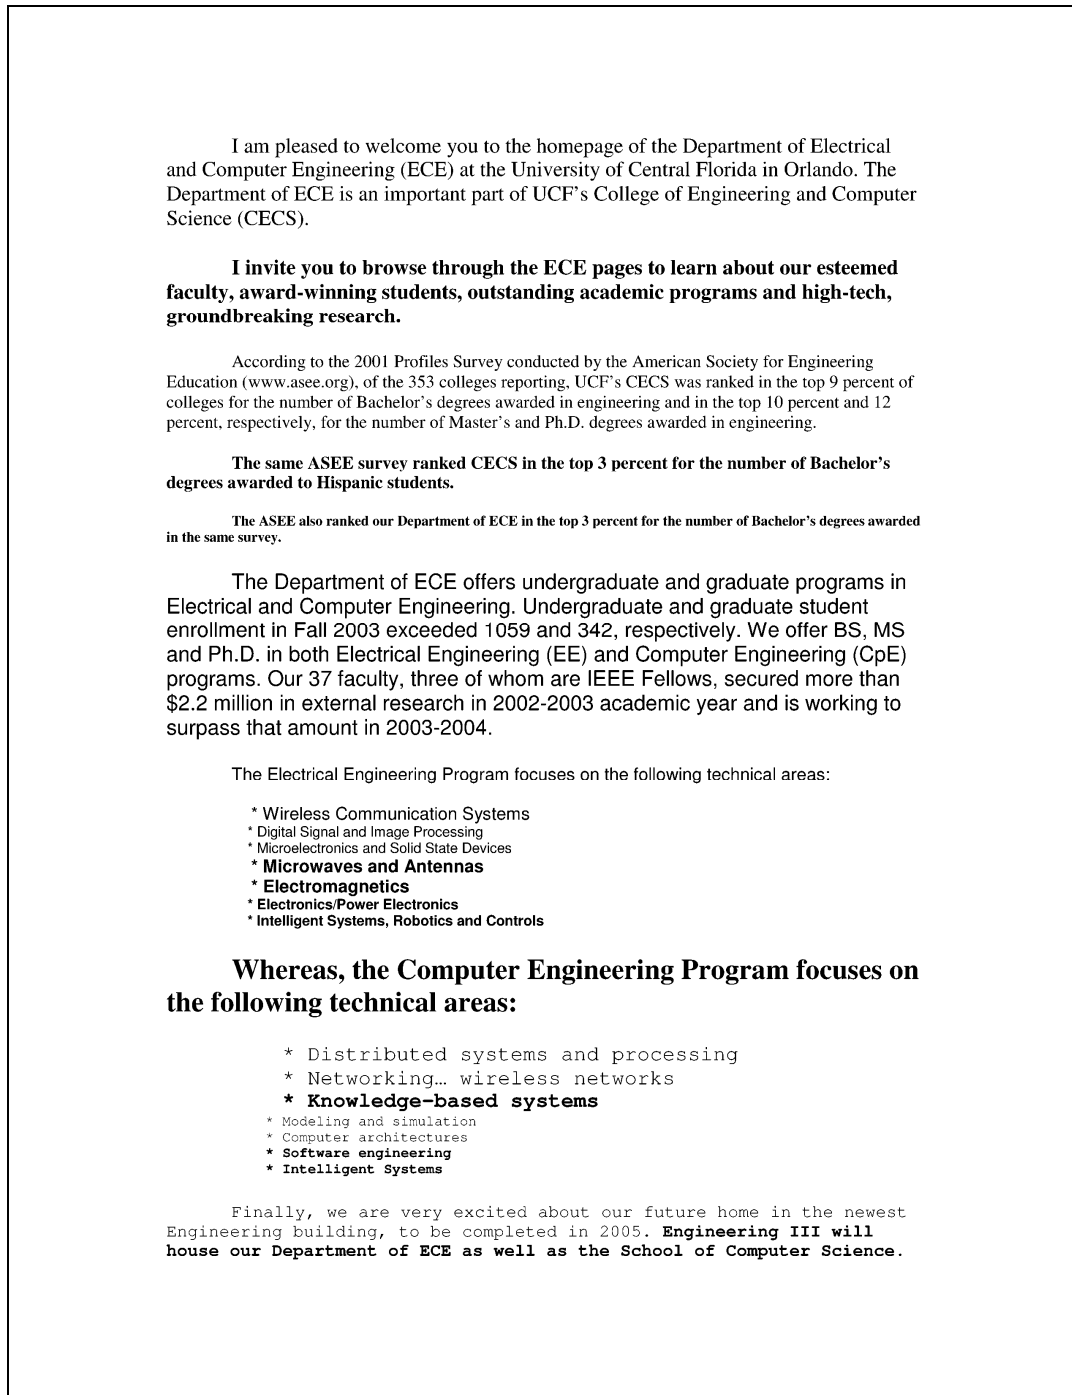 I am pleased to welcome you to the homepage of the Department of Electrical
and Computer Engineering (ECE) at the University of Central Florida in Orlando. The
Department of ECE is an important part of UCF's College of Engineering and Computer
Science (CECS).
I invite you to browse through the ECE pages to learn about our esteemed
faculty, award-winning students, outstanding academic programs and high-tech,
groundbreaking research.
According to the 2001 Profiles Survey conducted by the American Society for Engineering
Education (www.asee.org), of the 353 colleges reporting, UCF's CECS was ranked in the top 9 percent of
colleges for the number of Bachelor's degrees awarded in engineering and in the top 10 percent and 12
percent, respectively, for the number of Master's and Ph.D. degrees awarded in engineering.
The same ASEE survey ranked CECS in the top 3 percent for the number of Bachelor's
degrees awarded to Hispanic students.
The ASEE also ranked our Department of ECE in the top 3 percent for the number of Bachelor's degrees awarded
in the same survey.
The Department of ECE offers undergraduate and graduate programs in
Electrical and Computer Engineering. Undergraduate and graduate student
enrollment in Fall 2003 exceeded 1059 and 342, respectively. We offer BS, MS
and Ph.D. in both Electrical Engineering (EE) and Computer Engineering (CpE)
programs. Our 37 faculty, three of whom are IEEE Fellows, secured more than
$2.2 million in external research in 2002-2003 academic year and is working to
surpass that amount in 2003-2004.
The Electrical Engineering Program focuses on the following technical areas:
* Wireless Communication Systems
* Digital Signal and Image Processing
* Microelectronics and Solid State Devices
* Microwaves and Antennas
* Electromagnetics
* Electronics/Power Electronics
* Intelligent Systems, Robotics and Controls
Whereas, the Computer Engineering Program focuses on
the following technical areas:
* Distributed systems and processing
* Networking… wireless networks
* Knowledge-based systems
* Modeling and simulation
* Computer architectures
* Software engineering
* Intelligent Systems
Finally, we are very excited about our future home in the newest
Engineering building, to be completed in 2005. Engineering III will
house our Department of ECE as well as the School of Computer Science.